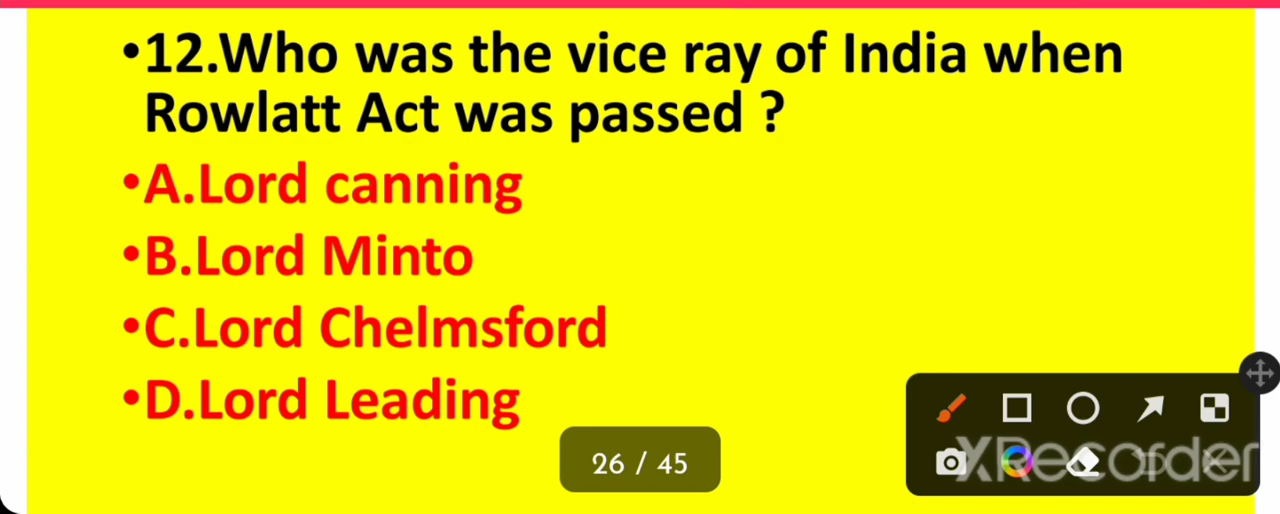 •12.Who was the vice ray of India when
Rowlatt Act was passed ?
•A.Lord canning
•B.Lord Minto
•C.Lord Chelmsford
•D.Lord Leading
26 / 45
XRecorder